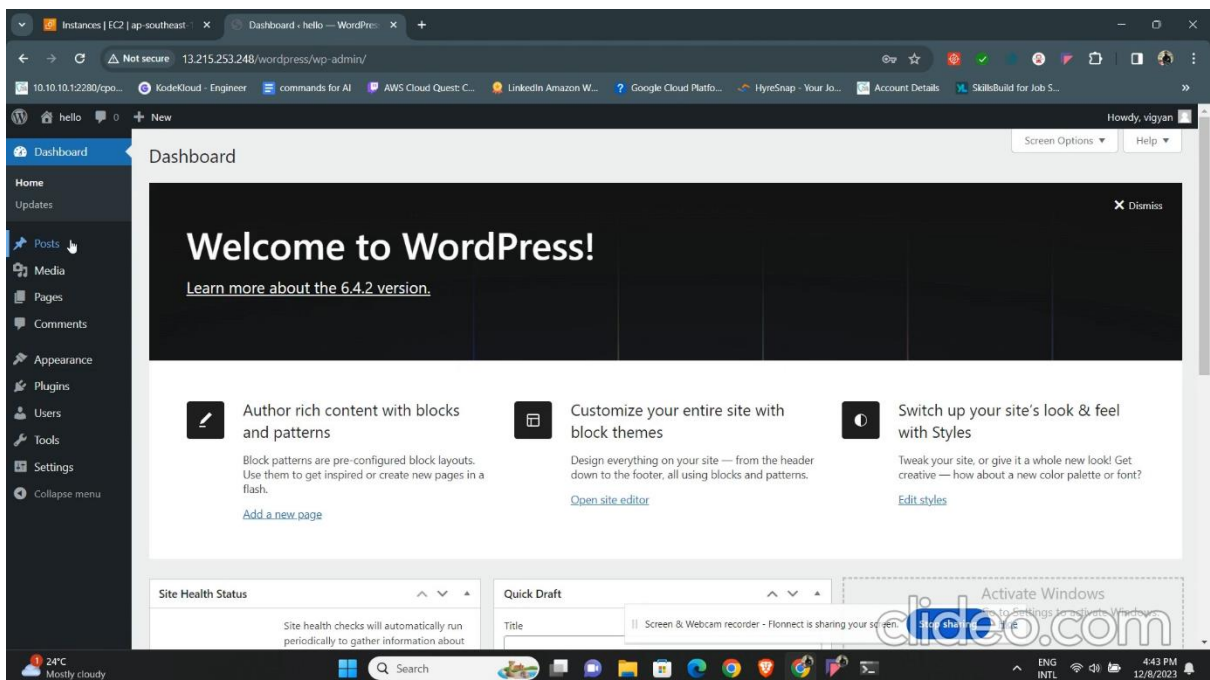 Instances | EC2 | ap-southeast-1
Dashboard ‹ hello — WordPres
Not secure 13.215.253.248/wordpress/wp-admin/
10.10.10.1:2280/cpo...
KodeKloud - Engineer
commands for AI
AWS Cloud Quest: C...
LinkedIn Amazon W...
Google Cloud Platfo...
HyreSnap - Your Jo...
Account Details
SkillsBuild for Job S...
hello 0 + New
Howdy, vigyan
Dashboard
Home
Updates
Posts
Media
Pages
Comments
Appearance
Plugins
Users
Tools
Settings
Collapse menu
Dashboard
Screen Options
Help
Dismiss
Welcome to WordPress!
Learn more about the 6.4.2 version.
Author rich content with blocks
and patterns
Block patterns are pre-configured block layouts.
Use them to get inspired or create new pages in a
flash.
Add a new page
Customize your entire site with
block themes
Design everything on your site — from the header
down to the footer, all using blocks and patterns.
Open site editor
Switch up your site's look & feel
with Styles
Tweak your site, or give it a whole new look! Get
creative — how about a new color palette or font?
Edit styles
Site Health Status
Site health checks will automatically run
periodically to gather information about
Quick Draft
Title
Activate Windows
Go to Settings to activate Windows.
Screen & Webcam recorder - Flonnect is sharing your screen.
Stop sharing
clideo.com
1
24°C
Mostly cloudy
Search
ENG
INTL
4:43 PM
12/8/2023